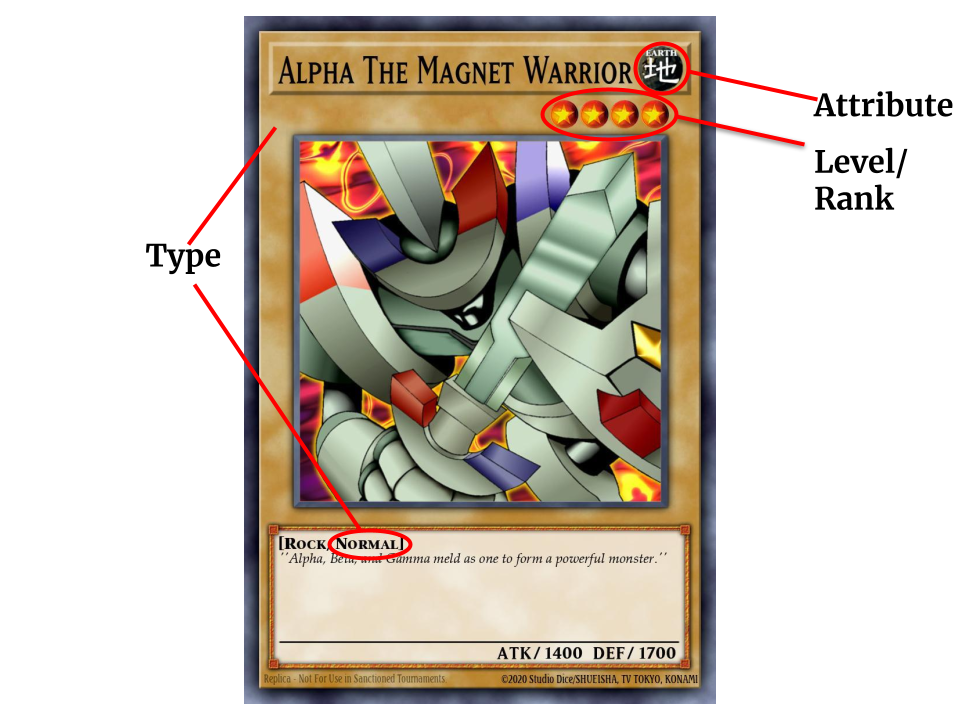 ALPHA THE MAGNET WARRIOR
EARTH
地
Attribute
Level/
Rank
Type
[ROCK/NORMAL]
''Alpha, Beta, and Gamma meld as one to form a powerful monster.''
ATK/1400 DEF/1700
Replica - Not For Use in Sanctioned Tournaments
©2020 Studio Dice/SHUEISHA, TV TOKYO, KONAMI